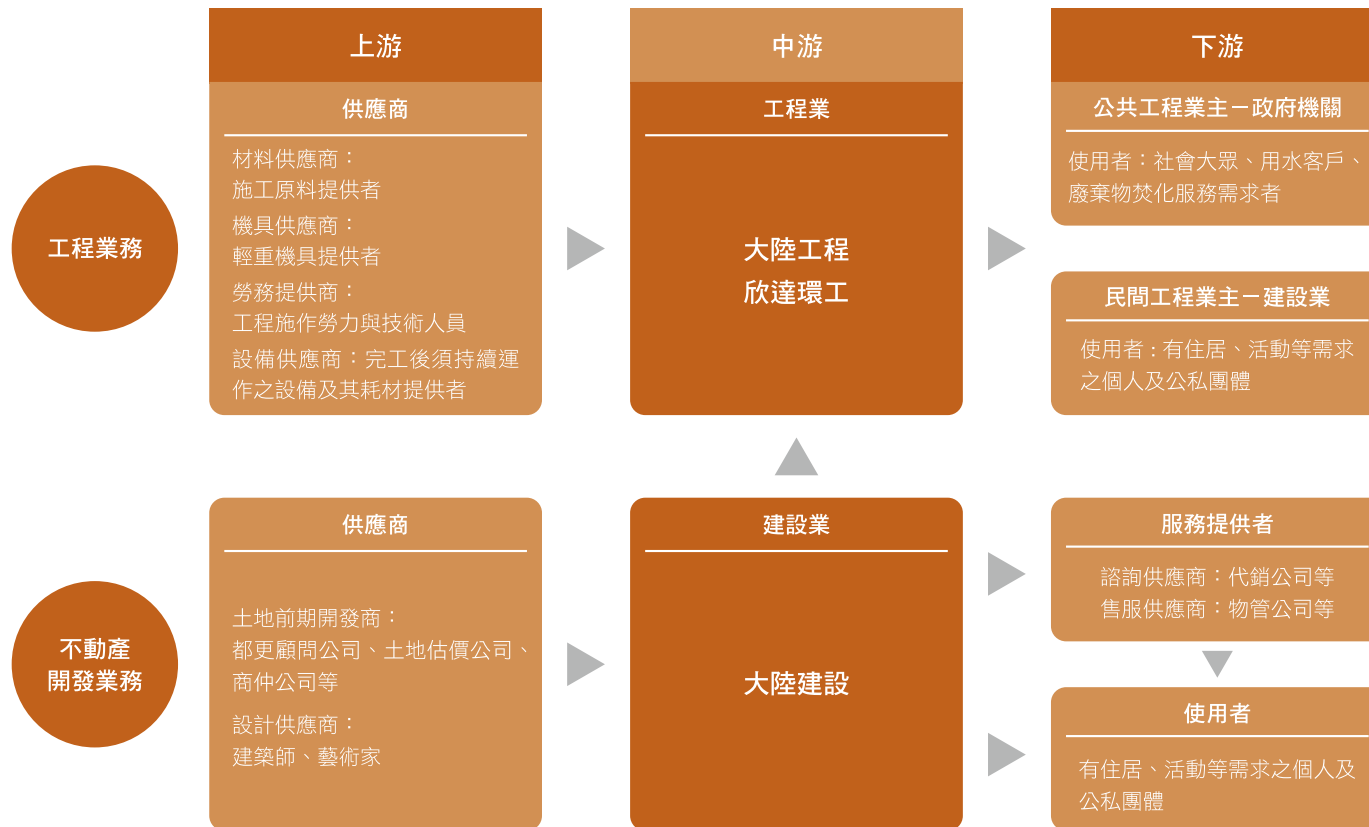 上游
中游
下游
工程業務
供應商
材料供應商：
施工原料提供者
機具供應商：
輕重機具提供者
勞務提供商：
工程施作勞力與技術人員
設備供應商：完工後須持續運
作之設備及其耗材提供者
工程業
大陸工程
欣達環工
公共工程業主－政府機關
使用者：社會大眾、用水客戶、
廢棄物焚化服務需求者
民間工程業主－建設業
使用者：有住居、活動等需求
之個人及公私團體
不動產
開發業務
供應商
土地前期開發商：
都更顧問公司、土地估價公司、
商仲公司等
設計供應商：
建築師、藝術家
建設業
大陸建設
服務提供者
諮詢供應商：代銷公司等
售服供應商：物管公司等
使用者
有住居、活動等需求之個人及
公私團體